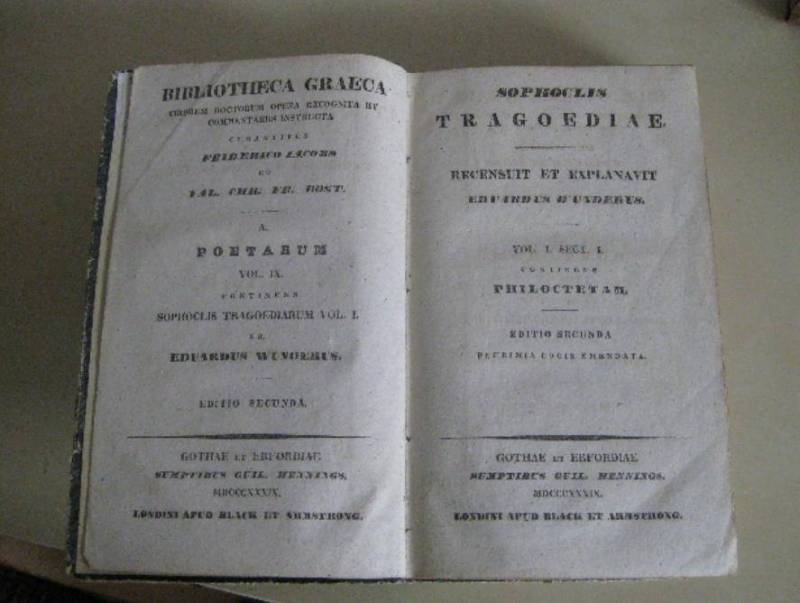 BIBLIOTHECA GRAECA
VIRORUM DOCTORUM OPERA RECOGNITA ET
COMMENTARIIS INSTRUCTA
CURANTIBUS
FRIDERICO JACOBS
ET
VAL. CHR. FR. ROST.
A.
POETARUM
VOL. IX.
CONTINENS
SOPHOCLIS TRAGOEDIARUM VOL. I.
ED.
EDUARDUS WUNDERUS.
EDITIO SECUNDA.
GOTHAE ET ERFORDIAE
SUMPTIBUS GUIL. HENNINGS.
MDCCCXXXIX.
LONDINI APUD BLACK ET ARMSTRONG.
SOPHOCLIS
TRAGOEDIAE.
RECENSUIT ET EXPLANAVIT
EDUARDUS WUNDERUS.
VOL. I. SECT. I.
CONTINENS
PHILOCTETAM.
EDITIO SECUNDA
PLURIMIS LOCIS EMENDATA.
GOTHAE ET ERFORDIAE
SUMPTIBUS GUIL. HENNINGS.
MDCCCXXXIX.
LONDINI APUD BLACK ET ARMSTRONG.